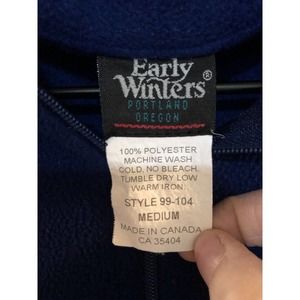 Early
Winters®
PORTLAND
OREGON
100% POLYESTER
MACHINE WASH
COLD, NO BLEACH.
TUMBLE DRY LOW
WARM IRON.
STYLE 99-104
MEDIUM
MADE IN CANADA
CA 35404